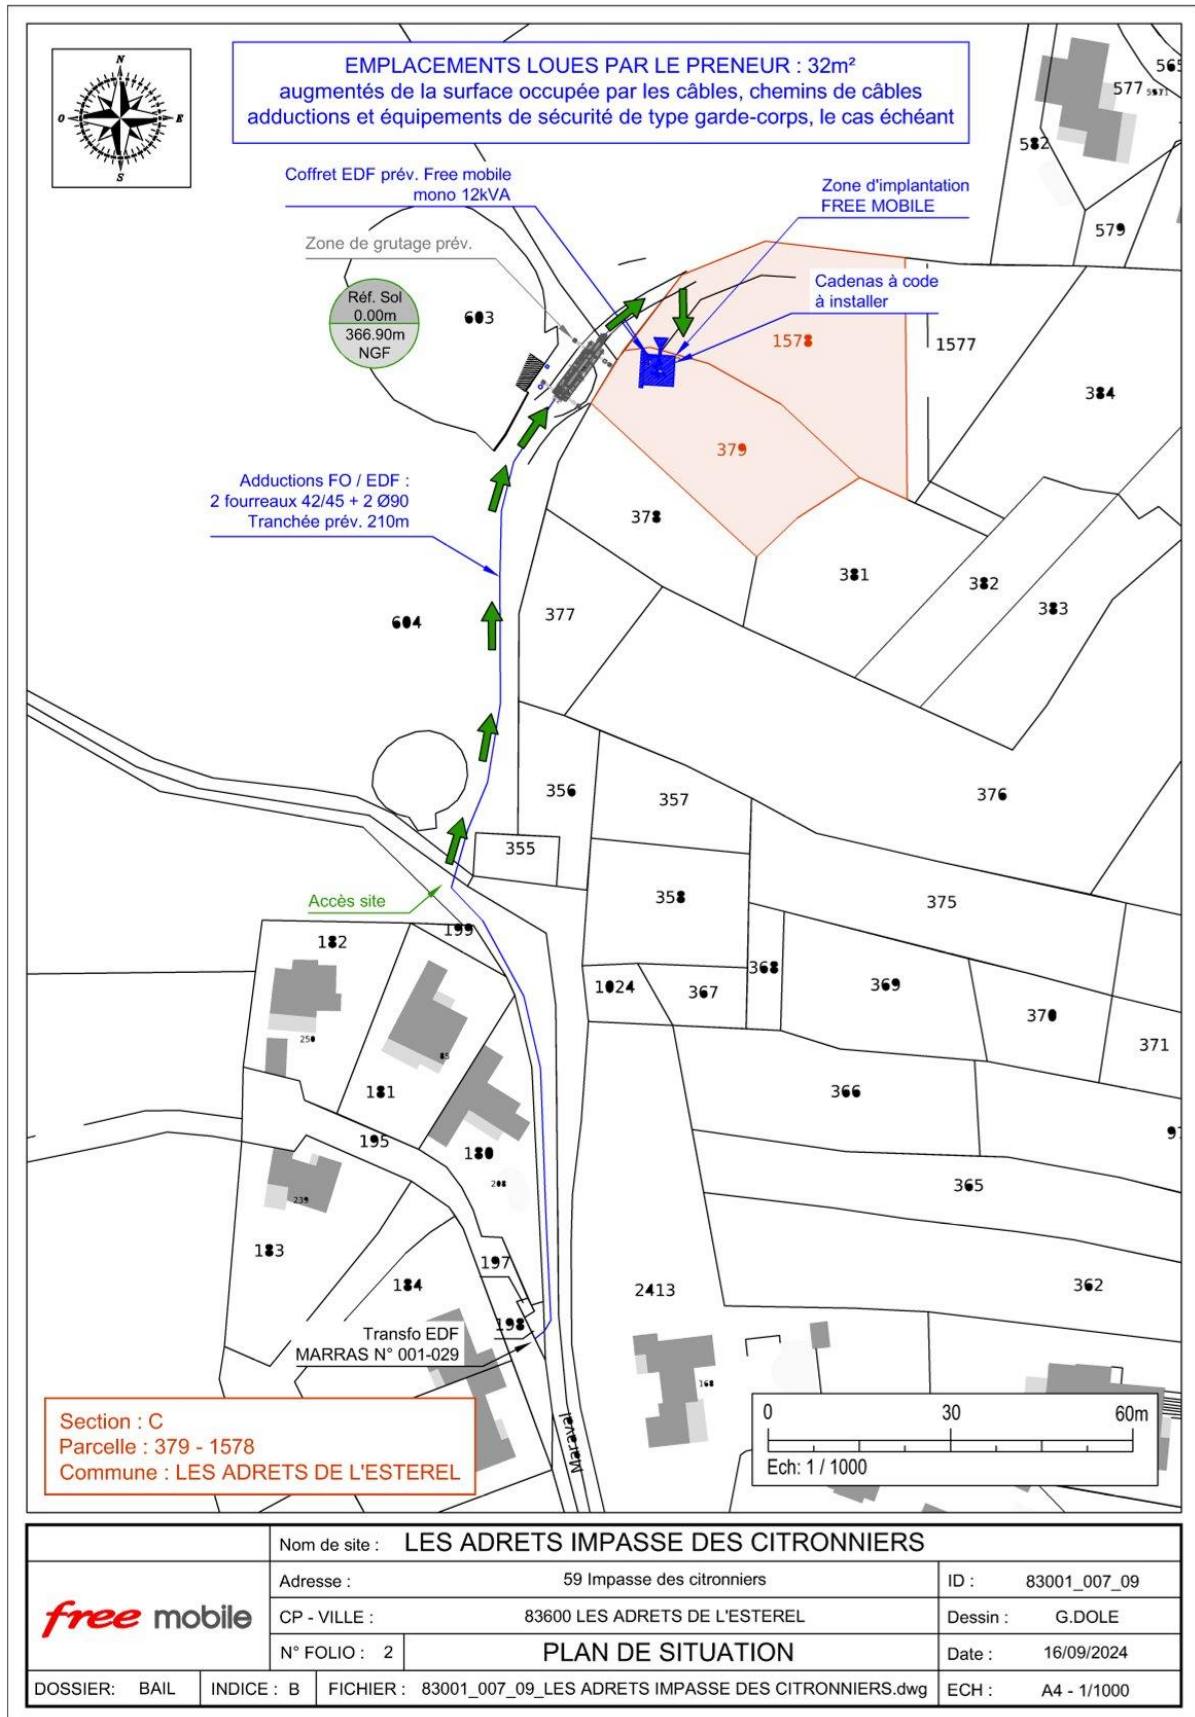 N
O
E
S
EMPLACEMENTS LOUES PAR LE PRENEUR : 32m²
augmentés de la surface occupée par les câbles, chemins de câbles
adductions et équipements de sécurité de type garde-corps, le cas échéant
565
577
582
579
Coffret EDF prév. Free mobile
mono 12kVA
Zone d'implantation
FREE MOBILE
Zone de grutage prév.
Cadenas à code
à installer
Réf. Sol
0.00m
366.90m
NGF
603
1578
1577
384
379
Adductions FO / EDF :
2 fourreaux 42/45 + 2 Ø90
Tranchée prév. 210m
378
381
382
383
377
604
356
357
376
355
358
375
Accès site
199
182
368
1024
367
369
370
371
250
85
181
366
195
180
97
208
365
239
183
197
184
2413
362
198
Transfo EDF
MARRAS N° 001-029
168
Maraval
Section : C
Parcelle : 379 - 1578
Commune : LES ADRETS DE L'ESTEREL
0 30 60m
Ech: 1 / 1000
Nom de site : LES ADRETS IMPASSE DES CITRONNIERS
free mobile
Adresse : 59 Impasse des citronniers ID : 83001_007_09
CP - VILLE : 83600 LES ADRETS DE L'ESTEREL Dessin : G.DOLE
N° FOLIO : 2 PLAN DE SITUATION Date : 16/09/2024
DOSSIER: BAIL INDICE : B FICHIER : 83001_007_09_LES ADRETS IMPASSE DES CITRONNIERS.dwg ECH : A4 - 1/1000